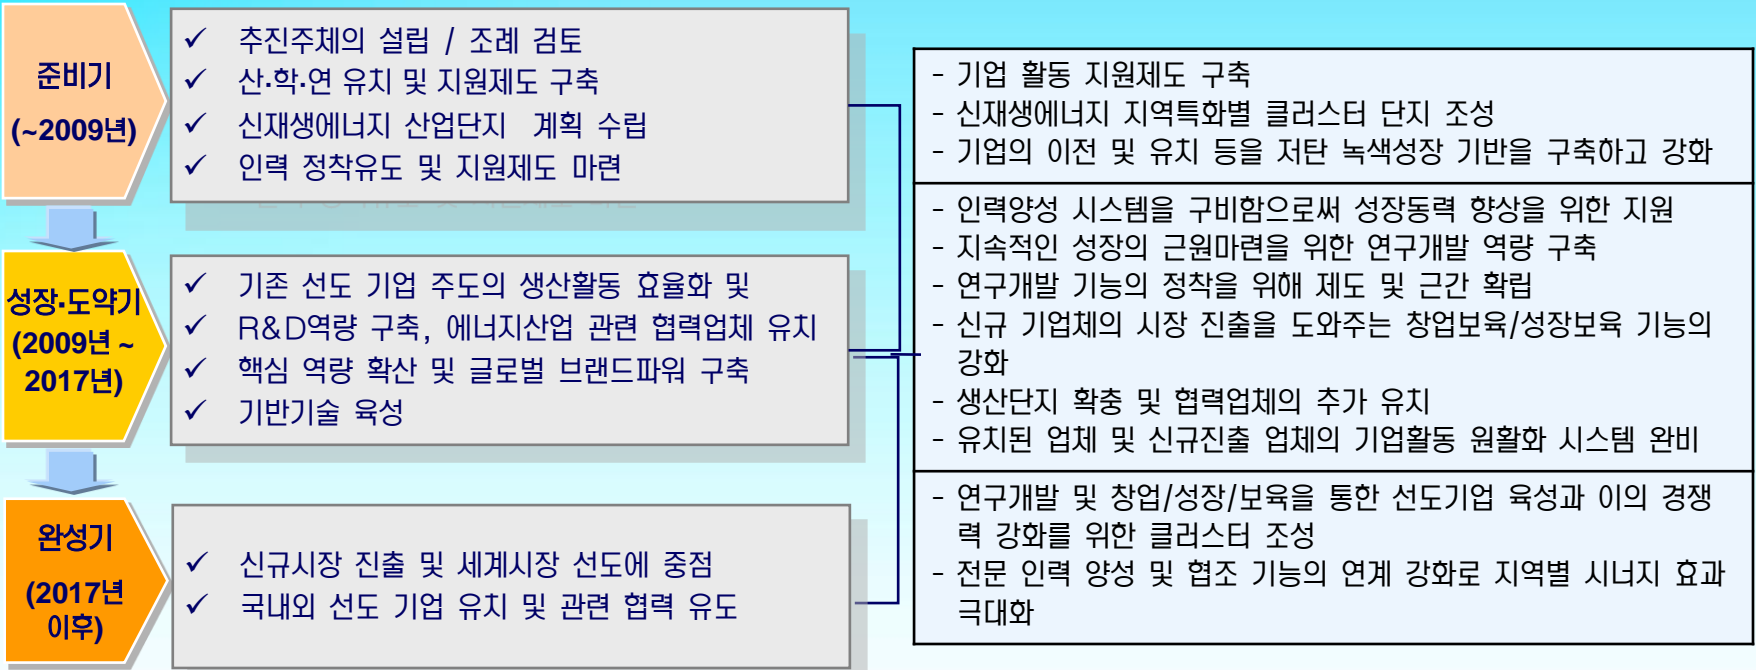 준비기
(~2009년)
✓ 추진주체의 설립 / 조례 검토
✓ 산·학·연 유치 및 지원제도 구축
✓ 신재생에너지 산업단지 계획 수립
✓ 인력 정착유도 및 지원제도 마련
성장·도약기
(2009년 ~
2017년)
✓ 기존 선도 기업 주도의 생산활동 효율화 및
✓ R&D역량 구축, 에너지산업 관련 협력업체 유치
✓ 핵심 역량 확산 및 글로벌 브랜드파워 구축
✓ 기반기술 육성
완성기
(2017년
이후)
✓ 신규시장 진출 및 세계시장 선도에 중점
✓ 국내외 선도 기업 유치 및 관련 협력 유도
- 기업 활동 지원제도 구축
- 신재생에너지 지역특화별 클러스터 단지 조성
- 기업의 이전 및 유치 등을 저탄 녹색성장 기반을 구축하고 강화
- 인력양성 시스템을 구비함으로써 성장동력 향상을 위한 지원
- 지속적인 성장의 근원마련을 위한 연구개발 역량 구축
- 연구개발 기능의 정착을 위해 제도 및 근간 확립
- 신규 기업체의 시장 진출을 도와주는 창업보육/성장보육 기능의
강화
- 생산단지 확충 및 협력업체의 추가 유치
- 유치된 업체 및 신규진출 업체의 기업활동 원활화 시스템 완비
- 연구개발 및 창업/성장/보육을 통한 선도기업 육성과 이의 경쟁
력 강화를 위한 클러스터 조성
- 전문 인력 양성 및 협조 기능의 연계 강화로 지역별 시너지 효과
극대화